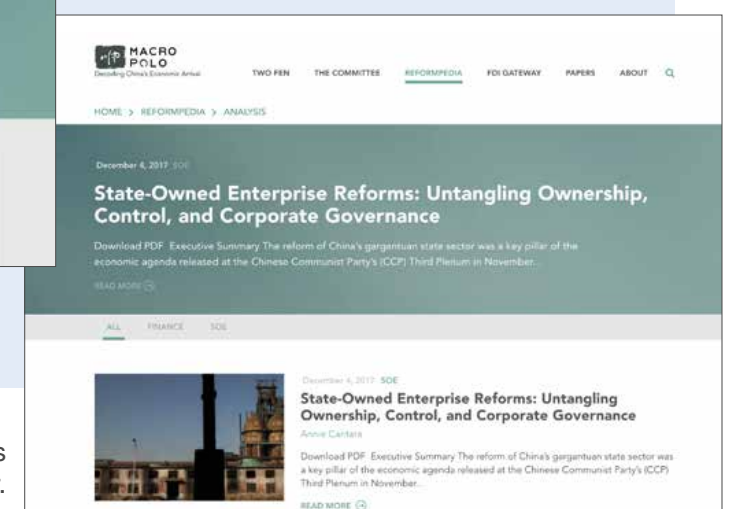 MACRO
POLO
Decoding China's Economic Arrival
TWO FEN THE COMMITTEE REFORMPEDIA FDI GATEWAY PAPERS ABOUT
HOME > REFORMPEDIA > ANALYSIS
December 4, 2017 SOE
State-Owned Enterprise Reforms: Untangling Ownership,
Control, and Corporate Governance
Download PDF Executive Summary The reform of China's gargantuan state sector was a key pillar of the
economic agenda released at the Chinese Communist Party's (CCP) Third Plenum in November...
READ MORE
ALL FINANCE SOE
December 4, 2017 SOE
State-Owned Enterprise Reforms: Untangling
Ownership, Control, and Corporate Governance
Annie Cantara
Download PDF Executive Summary The reform of China's gargantuan state sector was
a key pillar of the economic agenda released at the Chinese Communist Party's (CCP)
Third Plenum in November...
READ MORE